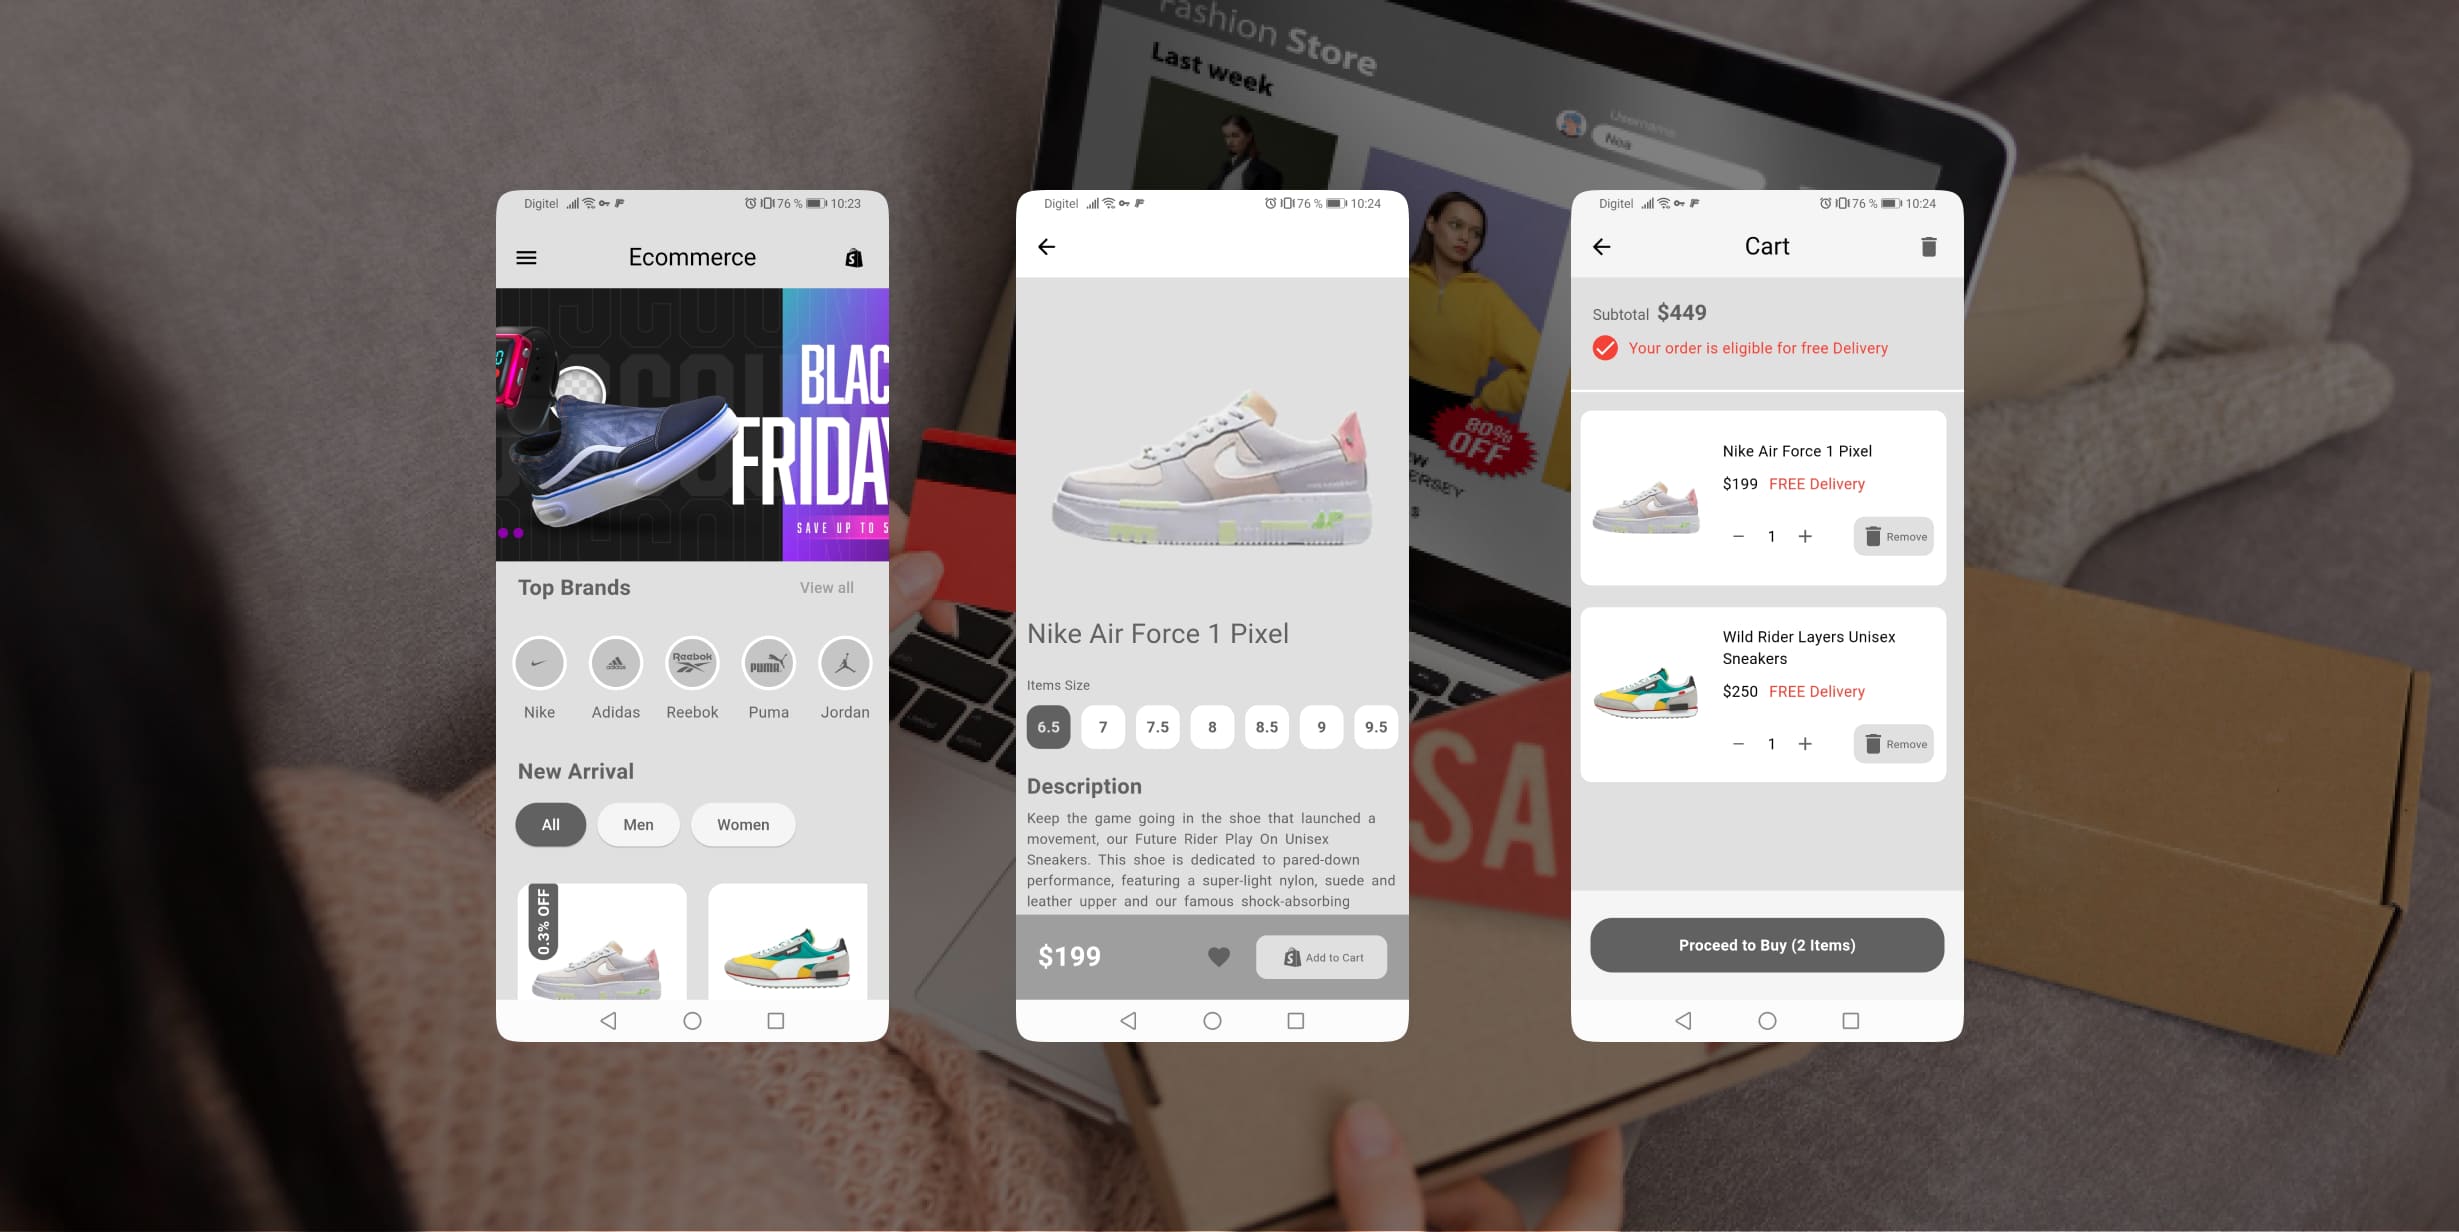 Fashion Store
Last week
Username
Noa
80%
OFF
SA
Digitel
76 %
10:23
Ecommerce
BLAC
FRIDAY
SAVE UP TO 5
Top Brands
View all
Reebok
PUMA
adidas
Nike
Adidas
Reebok
Puma
Jordan
New Arrival
All
Men
Women
0.3% OFF
Digitel
76 %
10:24
Nike Air Force 1 Pixel
Items Size
6.5
7
7.5
8
8.5
9
9.5
Description
Keep the game going in the shoe that launched a
movement, our Future Rider Play On Unisex
Sneakers. This shoe is dedicated to pared-down
performance, featuring a super-light nylon, suede and
leather upper and our famous shock-absorbing
$199
Add to Cart
Digitel
76 %
10:24
Cart
Subtotal $449
Your order is eligible for free Delivery
Nike Air Force 1 Pixel
$199 FREE Delivery
1
Remove
Wild Rider Layers Unisex
Sneakers
$250 FREE Delivery
1
Remove
Proceed to Buy (2 Items)